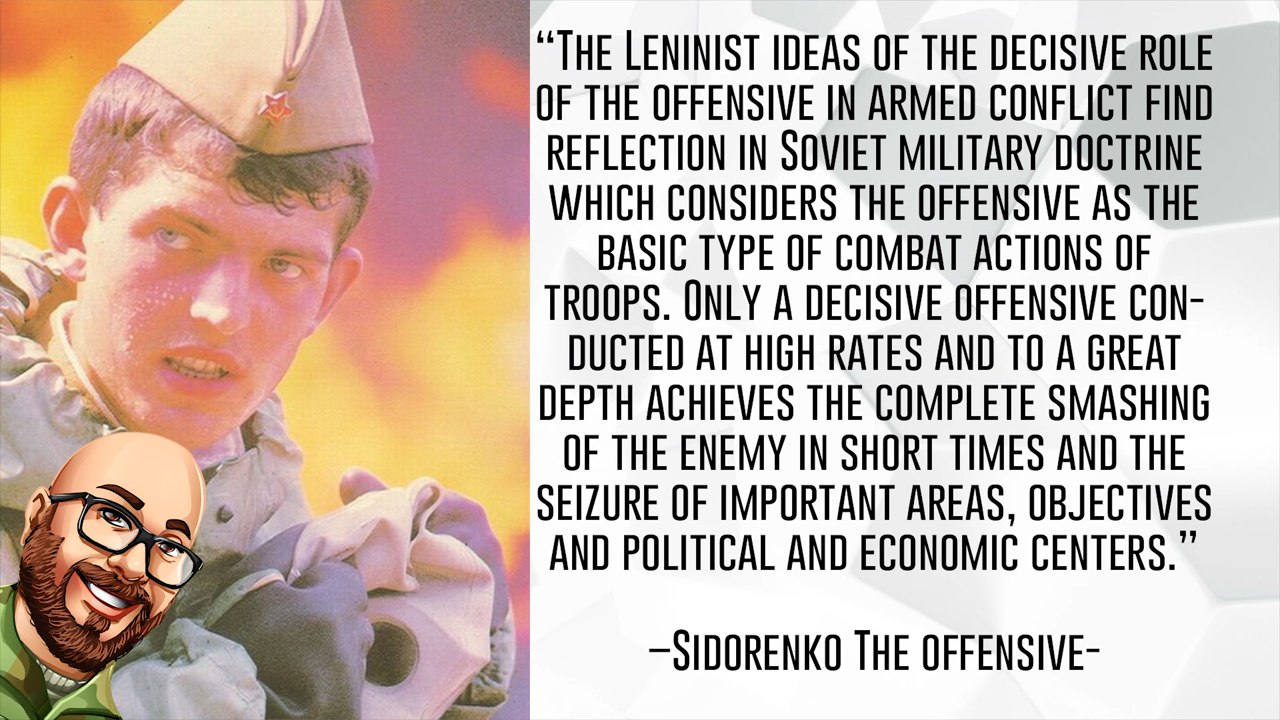 “The Leninist ideas of the decisive role
of the offensive in armed conflict find
reflection in Soviet military doctrine
which considers the offensive as the
basic type of combat actions of
troops. Only a decisive offensive con-
ducted at high rates and to a great
depth achieves the complete smashing
of the enemy in short times and the
seizure of important areas, objectives
and political and economic centers.”
–Sidorenko The offensive-